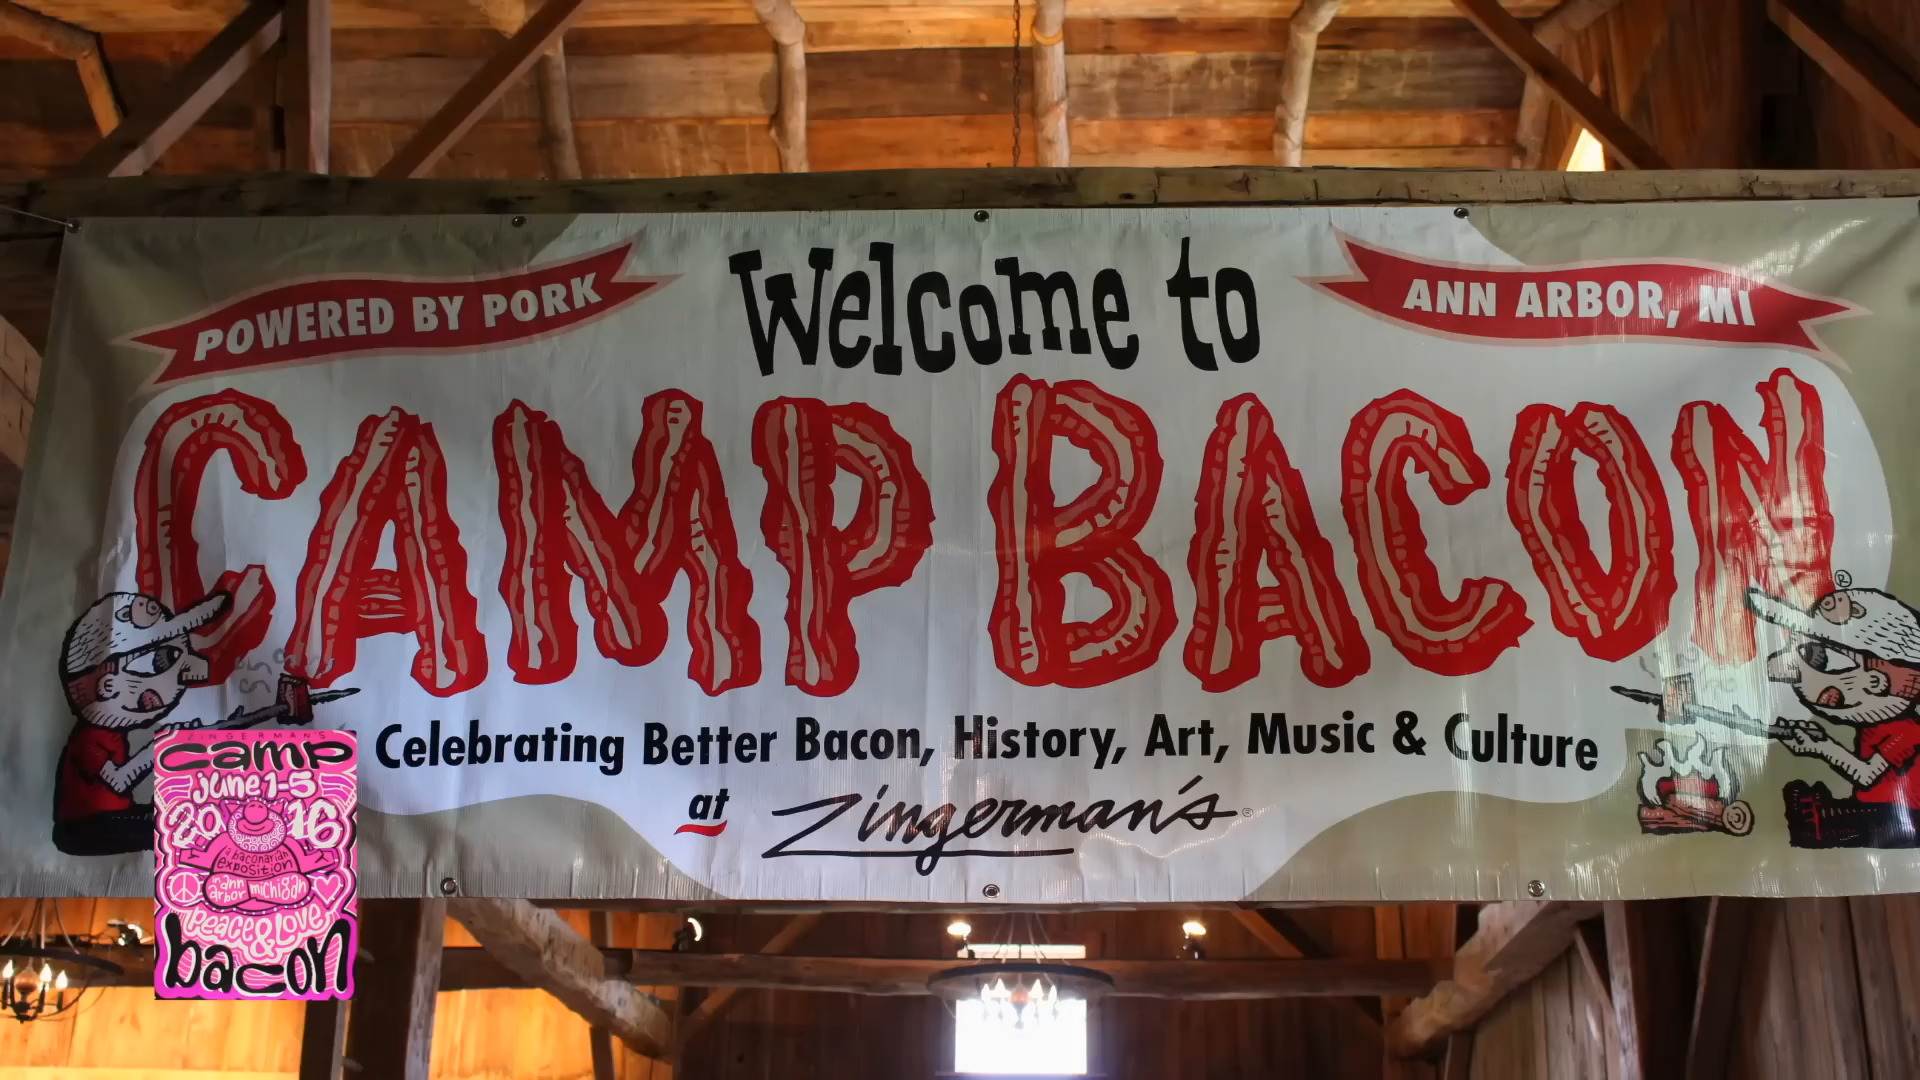 POWERED BY PORK
Welcome to
ANN ARBOR, MI
CAMP BACON
®
Celebrating Better Bacon, History, Art, Music & Culture
at Zingerman's®
ZINGERMAN'S
camp
june 1-5
2016
a baconarian
exposition
ann arbor michigan
peace & love
bacon